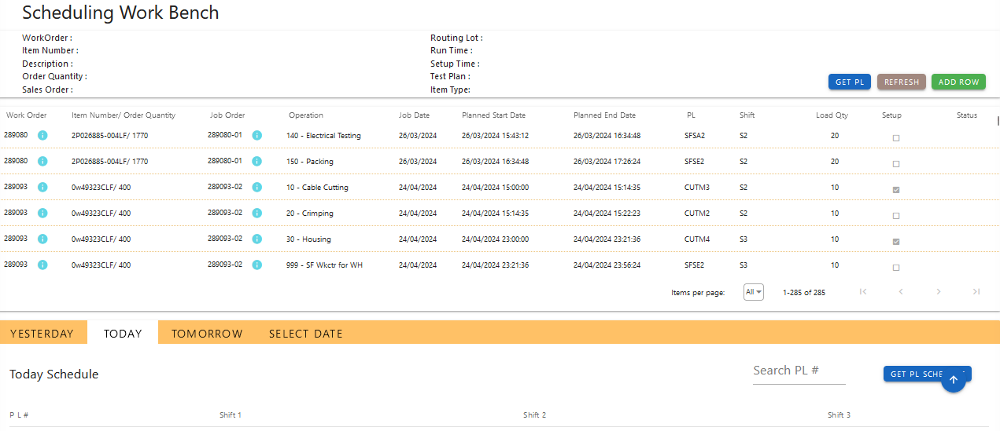 Scheduling Work Bench
WorkOrder :
Item Number :
Description :
Order Quantity :
Sales Order :
Routing Lot :
Run Time :
Setup Time :
Test Plan :
Item Type:
GET PL REFRESH ADD ROW
Work Order Item Number/ Order Quantity Job Order Operation Job Date Planned Start Date Planned End Date PL Shift Load Qty Setup Status
289080 2P026885-004LF/ 1770 289080-01 140 - Electrical Testing 26/03/2024 26/03/2024 15:43:12 26/03/2024 16:34:48 SFSA2 S2 20
289080 2P026885-004LF/ 1770 289080-01 150 - Packing 26/03/2024 26/03/2024 16:34:48 26/03/2024 17:26:24 SFSE2 S2 20
289093 0w49323CLF/ 400 289093-02 10 - Cable Cutting 24/04/2024 24/04/2024 15:00:00 24/04/2024 15:14:35 CUTM3 S2 10
289093 0w49323CLF/ 400 289093-02 20 - Crimping 24/04/2024 24/04/2024 15:14:35 24/04/2024 15:22:23 CUTM2 S2 10
289093 0w49323CLF/ 400 289093-02 30 - Housing 24/04/2024 24/04/2024 23:00:00 24/04/2024 23:21:36 CUTM4 S3 10
289093 0w49323CLF/ 400 289093-02 999 - SF Wkctr for WH 24/04/2024 24/04/2024 23:21:36 24/04/2024 23:56:24 SFSE2 S3 10
Items per page: All 1-285 of 285
YESTERDAY TODAY TOMORROW SELECT DATE
Today Schedule Search PL # GET PL SCHE
P L # Shift 1 Shift 2 Shift 3